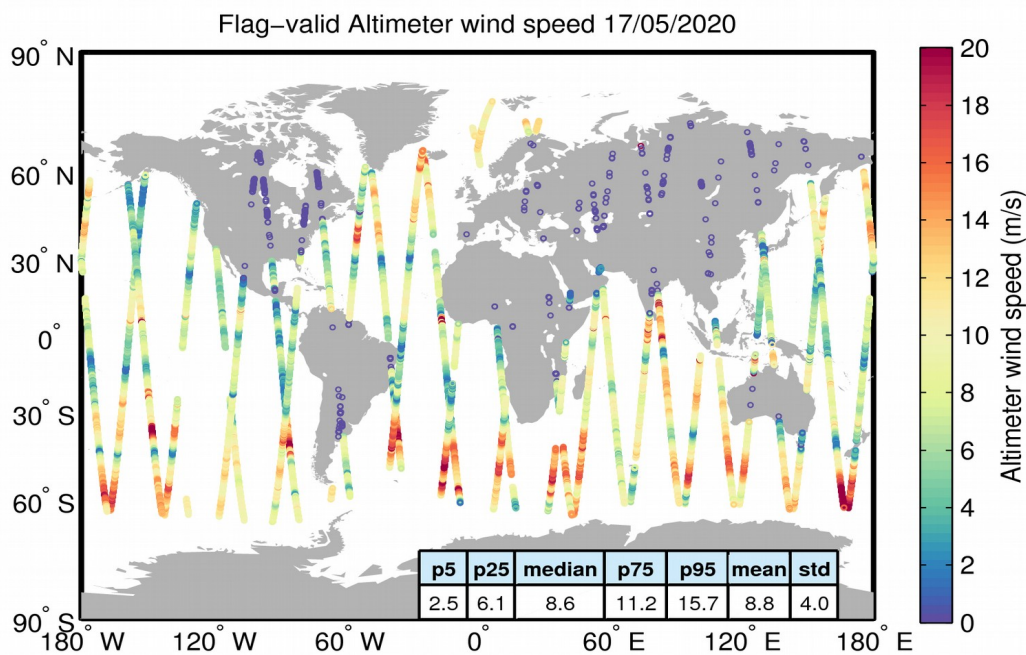 Flag-valid Altimeter wind speed 17/05/2020
90° N
60° N
30° N
0°
30° S
60° S
90° S
180° W
120° W
60° W
0°
60° E
120° E
180° E
p5 p25 median p75 p95 mean std
2.5 6.1 8.6 11.2 15.7 8.8 4.0
20
18
16
14
12
10
8
6
4
2
0
Altimeter wind speed (m/s)